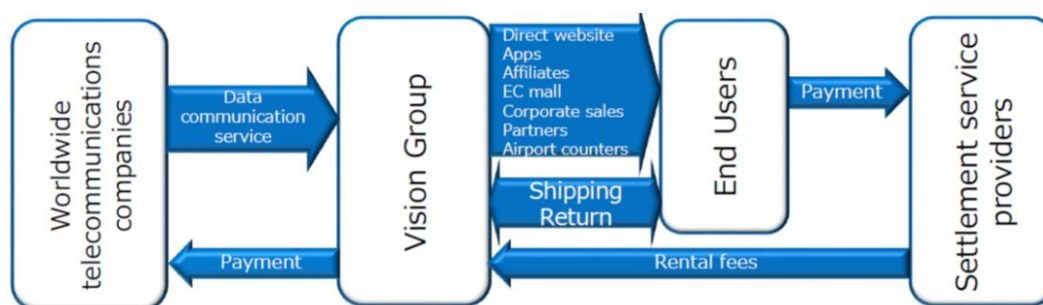 Worldwide
telecommunications
companies
Data
communication
service
Payment
Vision Group
Direct website
Apps
Affiliates
EC mall
Corporate sales
Partners
Airport counters
Shipping
Return
End Users
Payment
Rental fees
Settlement service
providers